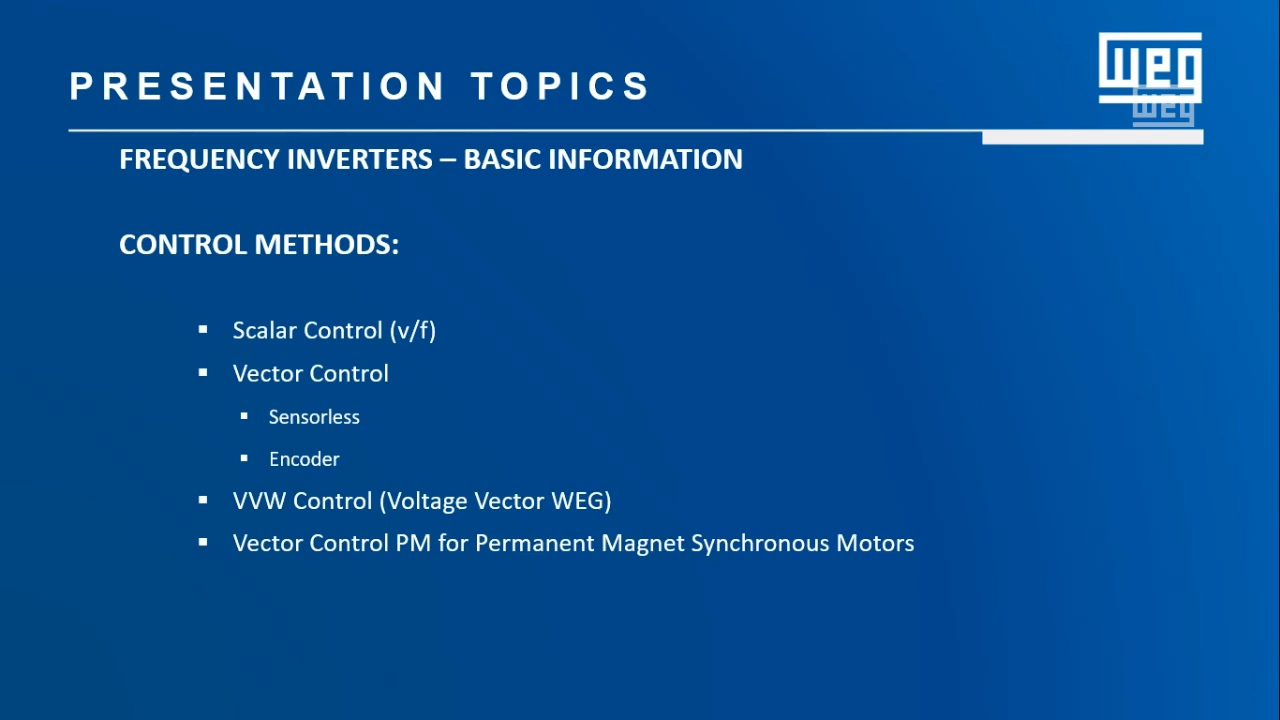 PRESENTATION TOPICS
weg
weg
FREQUENCY INVERTERS – BASIC INFORMATION
CONTROL METHODS:
▪ Scalar Control (v/f)
▪ Vector Control
▪ Sensorless
▪ Encoder
▪ VVW Control (Voltage Vector WEG)
▪ Vector Control PM for Permanent Magnet Synchronous Motors